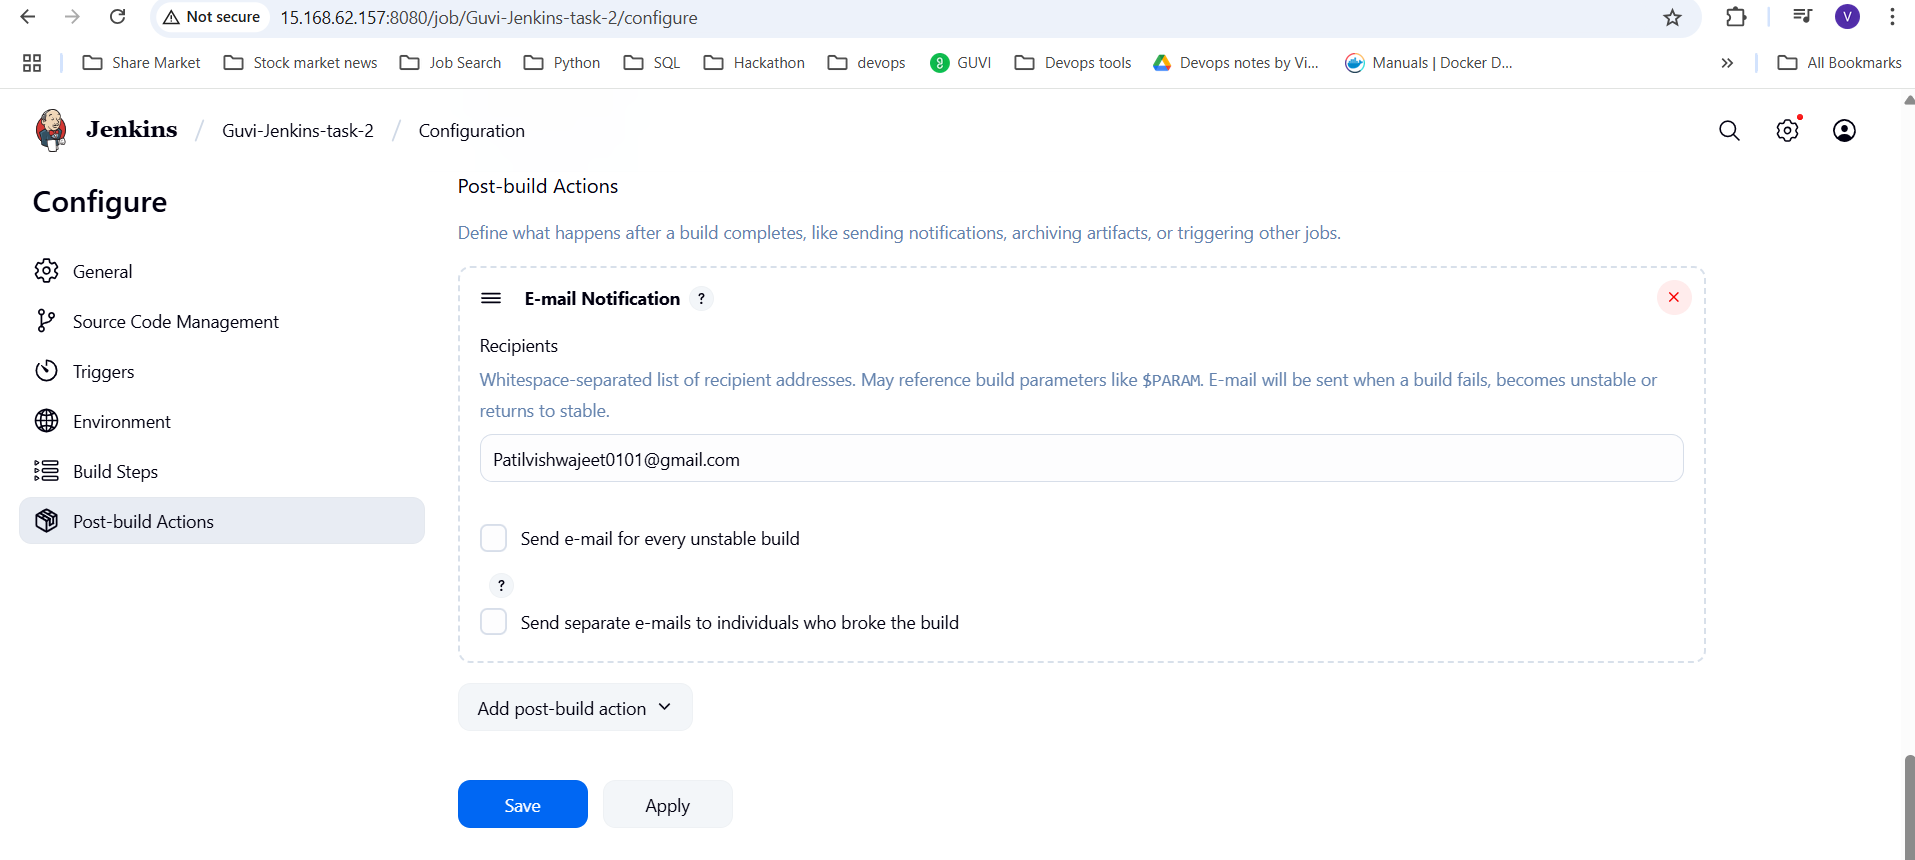 Not secure 15.168.62.157:8080/job/Guvi-Jenkins-task-2/configure V
Share Market Stock market news Job Search Python SQL Hackathon devops GUVI Devops tools Devops notes by Vi... Manuals | Docker D... » All Bookmarks
Jenkins / Guvi-Jenkins-task-2 / Configuration
Configure
General
Source Code Management
Triggers
Environment
Build Steps
Post-build Actions
Post-build Actions
Define what happens after a build completes, like sending notifications, archiving artifacts, or triggering other jobs.
E-mail Notification ?
Recipients
Whitespace-separated list of recipient addresses. May reference build parameters like $PARAM. E-mail will be sent when a build fails, becomes unstable or
returns to stable.
Patilvishwajeet0101@gmail.com
Send e-mail for every unstable build
?
Send separate e-mails to individuals who broke the build
Add post-build action
Save Apply